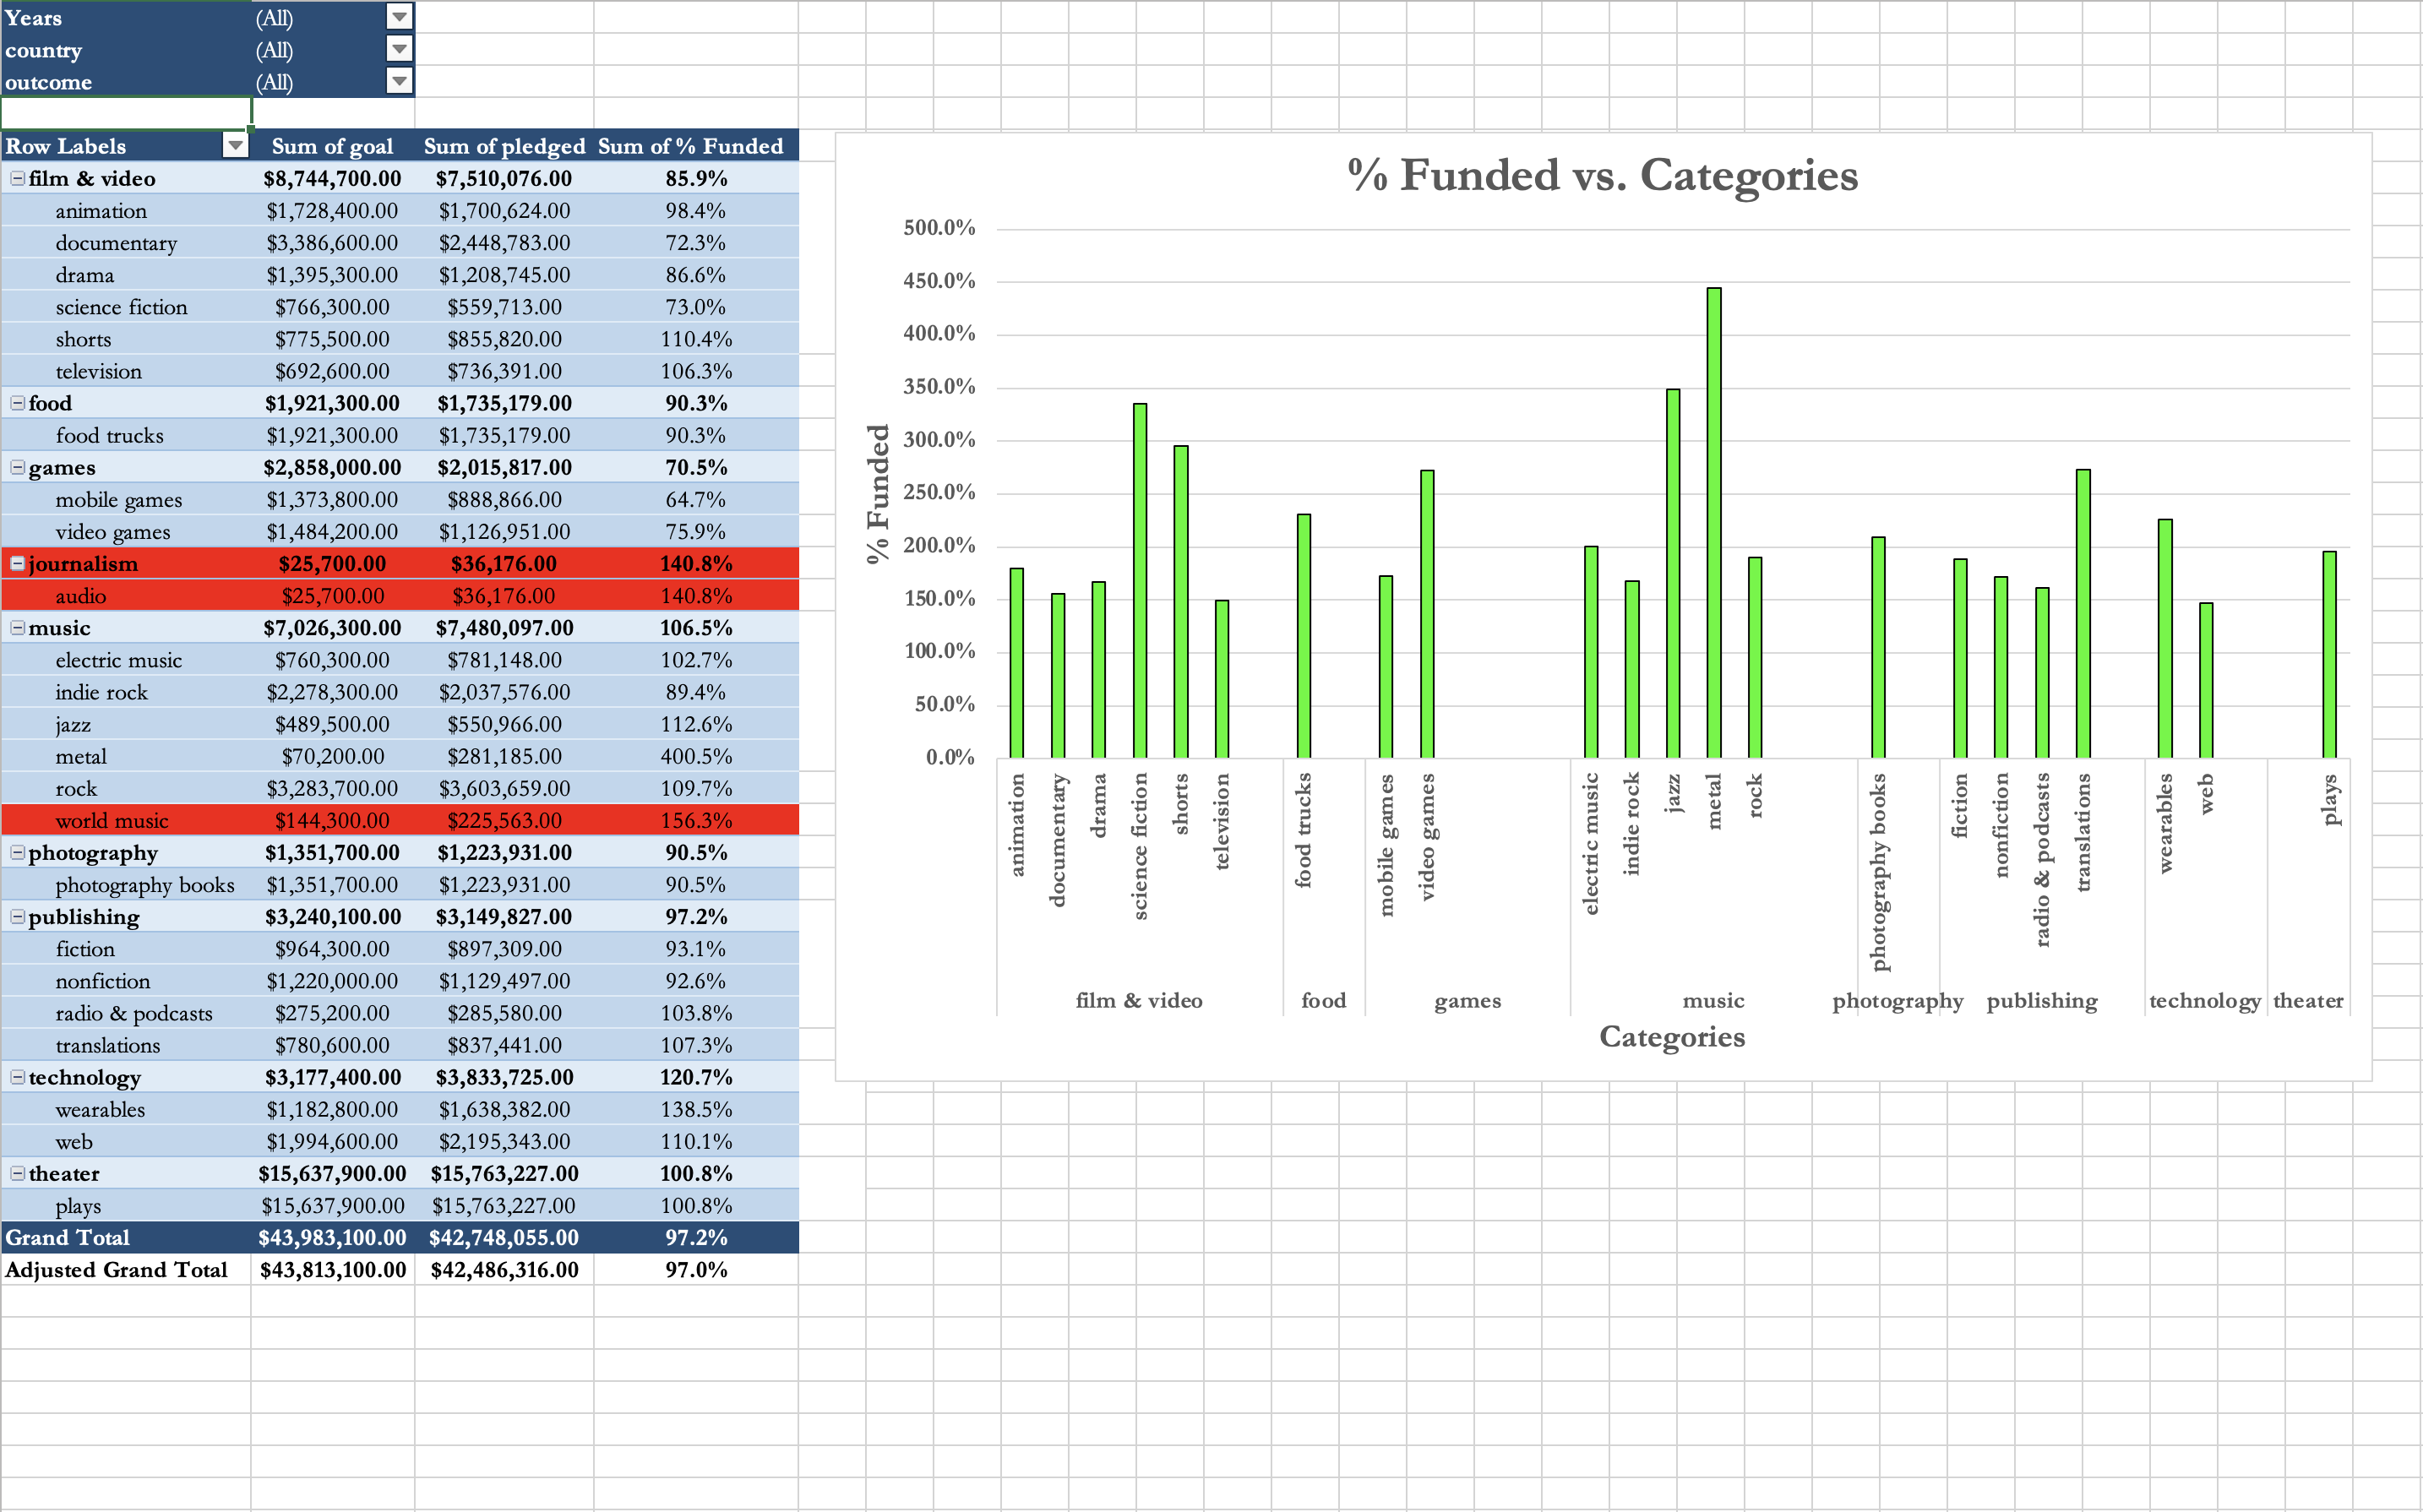 Years (All)
country (All)
outcome (All)
Row Labels Sum of goal Sum of pledged Sum of % Funded
film & video $8,744,700.00 $7,510,076.00 85.9%
animation $1,728,400.00 $1,700,624.00 98.4%
documentary $3,386,600.00 $2,448,783.00 72.3%
drama $1,395,300.00 $1,208,745.00 86.6%
science fiction $766,300.00 $559,713.00 73.0%
shorts $775,500.00 $855,820.00 110.4%
television $692,600.00 $736,391.00 106.3%
food $1,921,300.00 $1,735,179.00 90.3%
food trucks $1,921,300.00 $1,735,179.00 90.3%
games $2,858,000.00 $2,015,817.00 70.5%
mobile games $1,373,800.00 $888,866.00 64.7%
video games $1,484,200.00 $1,126,951.00 75.9%
journalism $25,700.00 $36,176.00 140.8%
audio $25,700.00 $36,176.00 140.8%
music $7,026,300.00 $7,480,097.00 106.5%
electric music $760,300.00 $781,148.00 102.7%
indie rock $2,278,300.00 $2,037,576.00 89.4%
jazz $489,500.00 $550,966.00 112.6%
metal $70,200.00 $281,185.00 400.5%
rock $3,283,700.00 $3,603,659.00 109.7%
world music $144,300.00 $225,563.00 156.3%
photography $1,351,700.00 $1,223,931.00 90.5%
photography books $1,351,700.00 $1,223,931.00 90.5%
publishing $3,240,100.00 $3,149,827.00 97.2%
fiction $964,300.00 $897,309.00 93.1%
nonfiction $1,220,000.00 $1,129,497.00 92.6%
radio & podcasts $275,200.00 $285,580.00 103.8%
translations $780,600.00 $837,441.00 107.3%
technology $3,177,400.00 $3,833,725.00 120.7%
wearables $1,182,800.00 $1,638,382.00 138.5%
web $1,994,600.00 $2,195,343.00 110.1%
theater $15,637,900.00 $15,763,227.00 100.8%
plays $15,637,900.00 $15,763,227.00 100.8%
Grand Total $43,983,100.00 $42,748,055.00 97.2%
Adjusted Grand Total $43,813,100.00 $42,486,316.00 97.0%
% Funded vs. Categories
% Funded
500.0%
450.0%
400.0%
350.0%
300.0%
250.0%
200.0%
150.0%
100.0%
50.0%
0.0%
animation
documentary
drama
science fiction
shorts
television
food trucks
mobile games
video games
electric music
indie rock
jazz
metal
rock
photography books
fiction
nonfiction
radio & podcasts
translations
wearables
web
plays
film & video food games music photography publishing technology theater
Categories